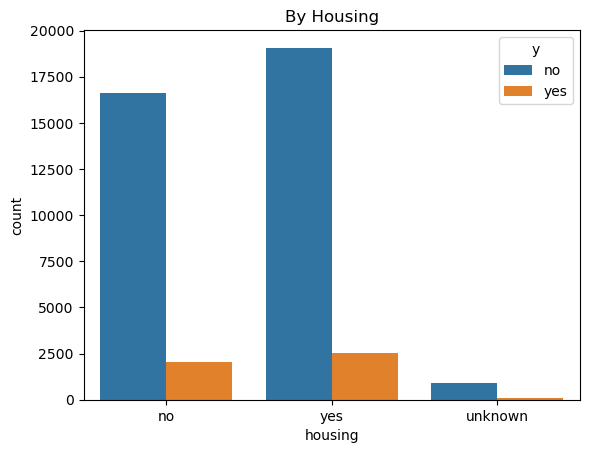 By Housing
y
no
yes
20000
17500
15000
12500
10000
7500
5000
2500
0
count
no yes unknown
housing